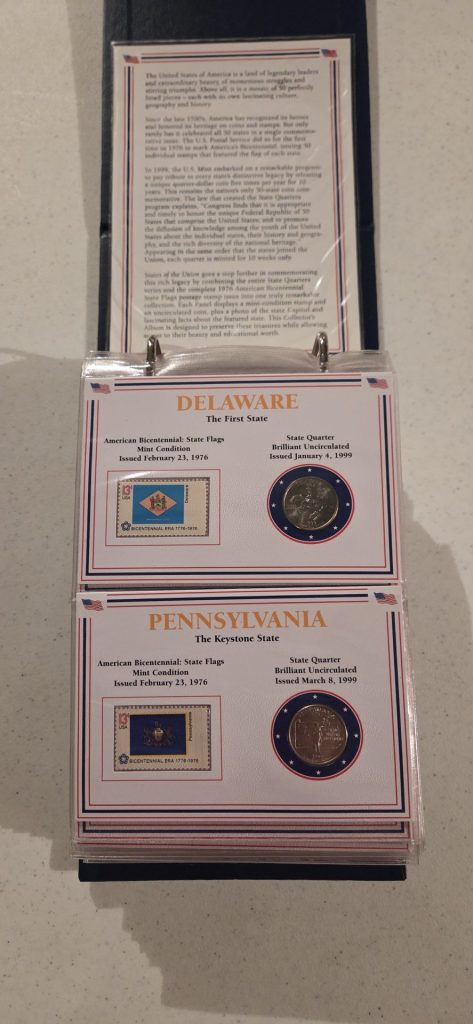 The United States of America is a land of legendary leaders
and extraordinary beauty, of momentous struggles and
stirring triumphs. Above all, it is a mosaic of 50 perfectly
fitted pieces – each with its own fascinating culture,
geography and history.
Since the late 1700s, America has recognized its heroes
and honored its heritage on coins and stamps. But only
rarely has it celebrated all 50 states in a single commemo-
rative issue. The U.S. Postal Service did so for the first
time in 1976 to mark America's Bicentennial, issuing 50
individual stamps that featured the flag of each state.
In 1999, the U.S. Mint embarked on a remarkable program
to pay tribute to every state's distinctive legacy by releasing
a unique quarter-dollar coin five times per year for 10
years. This remains the nation's only 50-state coin com-
memorative. The law that created the State Quarters
program explains, "Congress finds that it is appropriate
and timely to honor the unique Federal Republic of 50
States that comprise the United States, and to promote
the diffusion of knowledge among the youth of the United
States about the individual states, their history and geogra-
phy, and the rich diversity of the national heritage."
Appearing in the same order that the states joined the
Union, each quarter is minted for 10 weeks only.
States of the Union goes a step further in commemorating
this rich legacy by combining the entire State Quarters
series and the complete 1976 American Bicentennial
State Flags postage stamp issue into one truly remarkable
collection. Each Panel displays a mint-condition stamp and
an uncirculated coin, plus a photo of the state Capitol and
fascinating facts about the featured state. This Collector's
Album is designed to preserve these treasures while allowing
access to their beauty and educational worth.
DELAWARE
The First State
American Bicentennial: State Flags
Mint Condition
Issued February 23, 1976
State Quarter
Brilliant Uncirculated
Issued January 4, 1999
13c
USA
Delaware
BICENTENNIAL ERA 1776-1976
PENNSYLVANIA
The Keystone State
American Bicentennial: State Flags
Mint Condition
Issued February 23, 1976
State Quarter
Brilliant Uncirculated
Issued March 8, 1999
13c
USA
Pennsylvania
BICENTENNIAL ERA 1776-1976